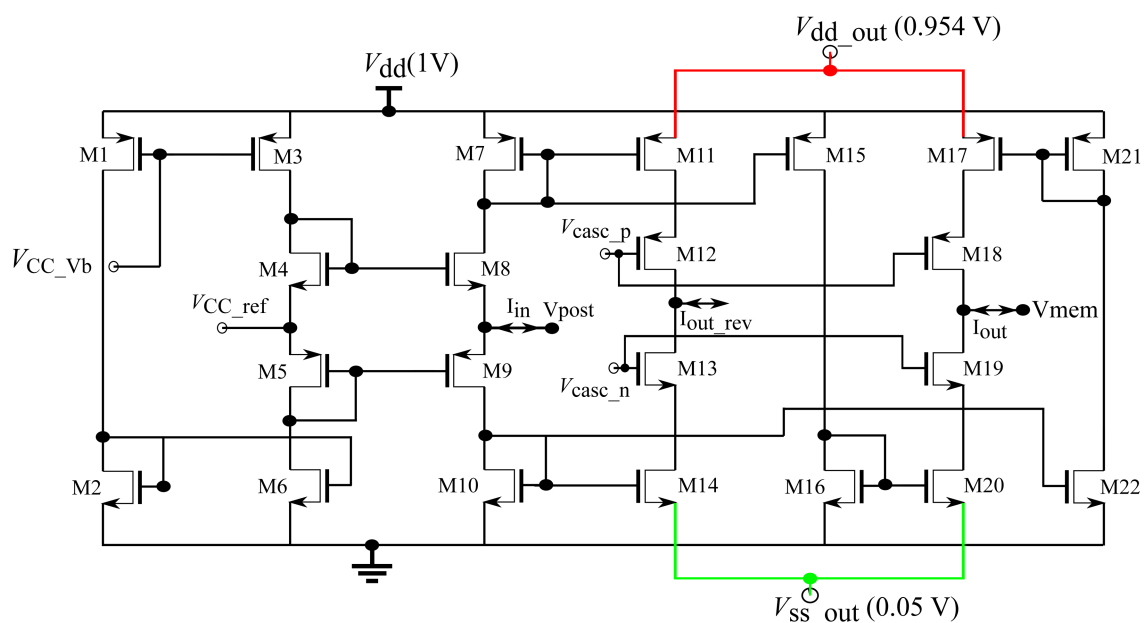 Vdd_out (0.954 V)
Vdd(1V)
M1
M3
M7
M11
M15
M17
M21
Vcasc_p
VCC_Vb
M4
M8
M12
M18
VCC_ref
Iin
Vpost
Iout_rev
Iout
Vmem
M5
M9
M13
M19
Vcasc_n
M2
M6
M10
M14
M16
M20
M22
Vss_out (0.05 V)